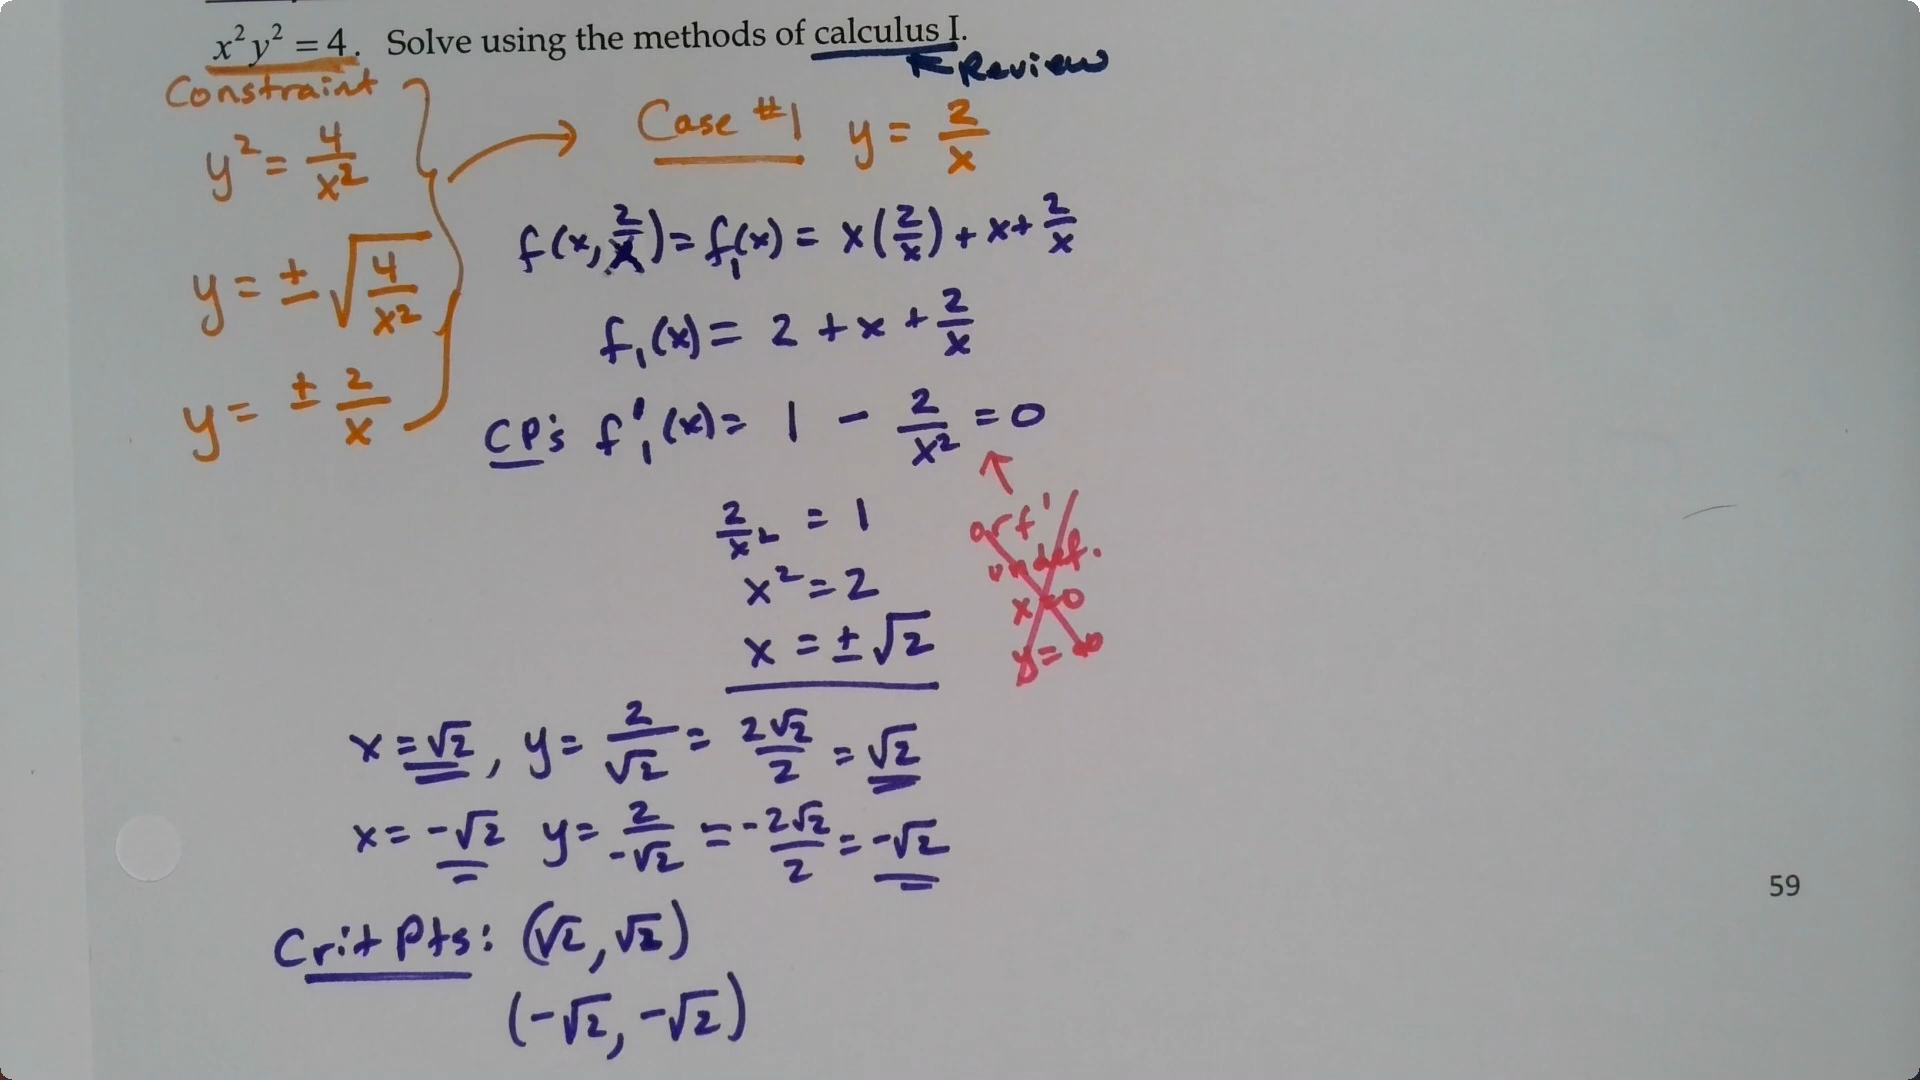 x²y² = 4. Solve using the methods of calculus I.
Review
Constraint
y² = 4/x²
y = ± √(4/x²)
y = ± 2/x
Case #1 y = 2/x
f(x, 2/x) = f₁(x) = x(2/x) + x + 2/x
f₁(x) = 2 + x + 2/x
CP's f₁'(x) = 1 - 2/x² = 0
or f'
undef.
x=0
y=∞
2/x² = 1
x² = 2
x = ±√2
x = √2, y = 2/√2 = 2√2/2 = √2
x = -√2 y = 2/-√2 = -2√2/2 = -√2
Crit Pts: (√2, √2)
(-√2, -√2)
59